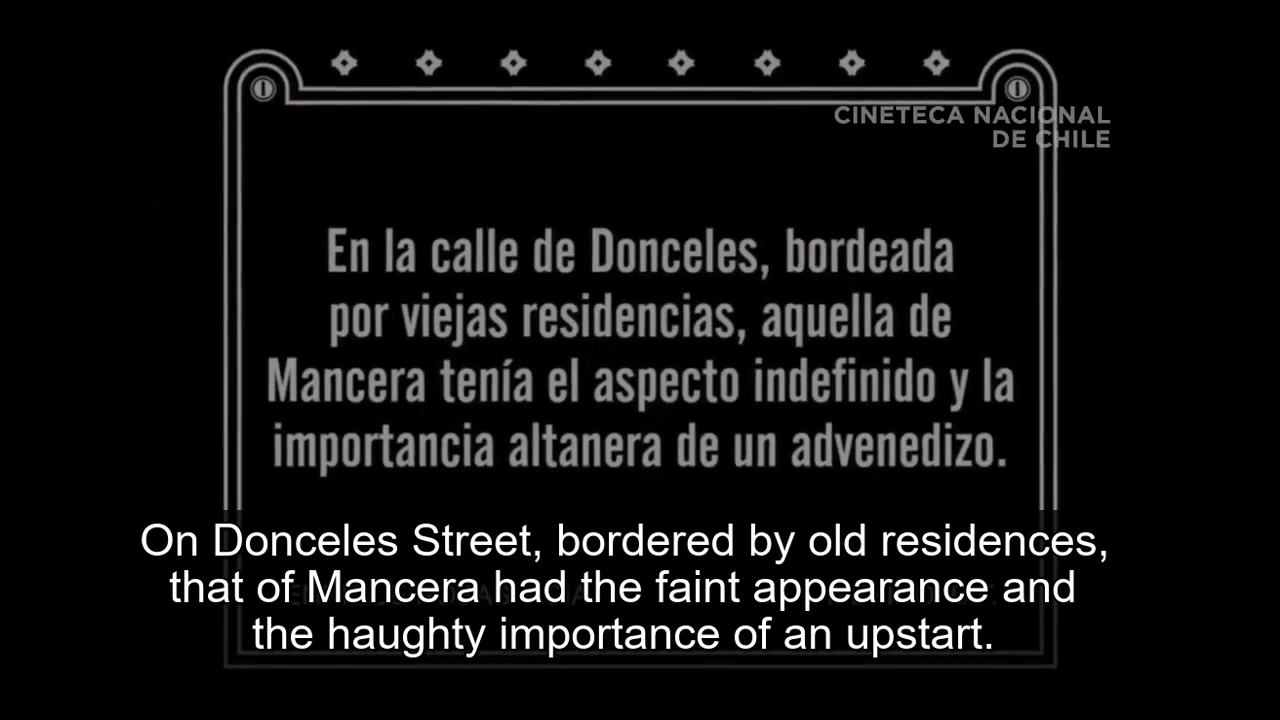 CINETECA NACIONAL
DE CHILE
En la calle de Donceles, bordeada
por viejas residencias, aquella de
Mancera tenía el aspecto indefinido y la
importancia altanera de un advenedizo.
On Donceles Street, bordered by old residences,
that of Mancera had the faint appearance and
the haughty importance of an upstart.